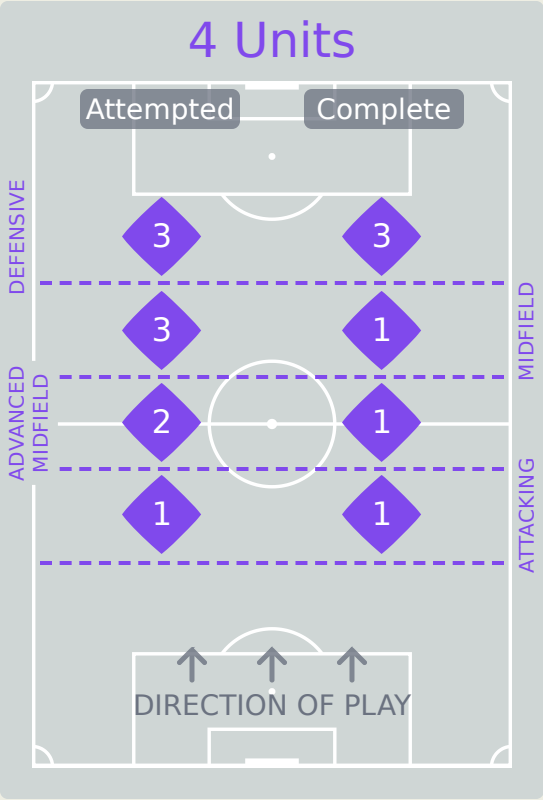 4 Units
Attempted Complete
DEFENSIVE
3 3
MIDFIELD
3 1
ADVANCED
MIDFIELD
2 1
ATTACKING
1 1
DIRECTION OF PLAY